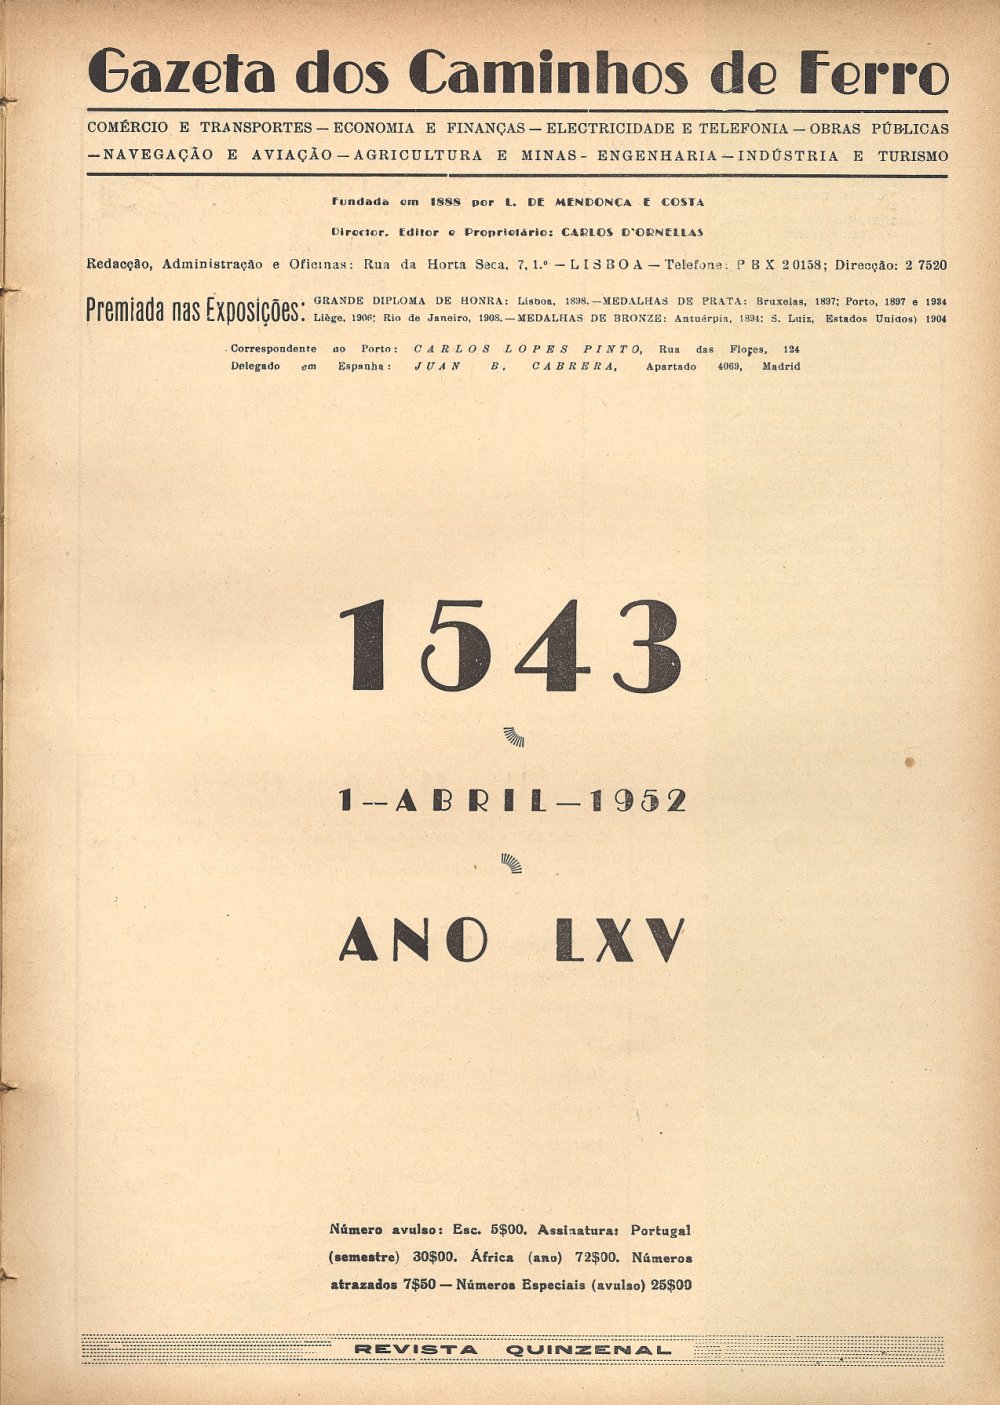 Gazeta dos Caminhos de Ferro
COMÉRCIO E TRANSPORTES — ECONOMIA E FINANÇAS — ELECTRICIDADE E TELEFONIA — OBRAS PÚBLICAS
— NAVEGAÇÃO E AVIAÇÃO — AGRICULTURA E MINAS - ENGENHARIA — INDÚSTRIA E TURISMO
Fundada em 1888 por L. DE MENDONÇA E COSTA
Director, Editor e Proprietário: CARLOS D'ORNELLAS
Redacção, Administração e Oficinas: Rua da Horta Seca, 7, 1.º — LISBOA — Telefone: P B X 20158; Direcção: 2 7520
Premiada nas Exposições:
GRANDE DIPLOMA DE HONRA: Lisboa, 1898. — MEDALHAS DE PRATA: Bruxelas, 1897; Porto, 1897 e 1934
Liège, 1906; Rio de Janeiro, 1908. — MEDALHAS DE BRONZE: Antuérpia, 1894; S. Luiz, Estados Unidos) 1904
Correspondente no Porto: CARLOS LOPES PINTO, Rua das Flores, 124
Delegado em Espanha: JUAN B. CABRERA, Apartado 4069, Madrid
1543
1 — ABRIL — 1952
ANO LXV
Número avulso: Esc. 5$00. Assinatura: Portugal
(semestre) 30$00. África (ano) 72$00. Números
atrazados 7$50 — Números Especiais (avulso) 25$00
REVISTA QUINZENAL